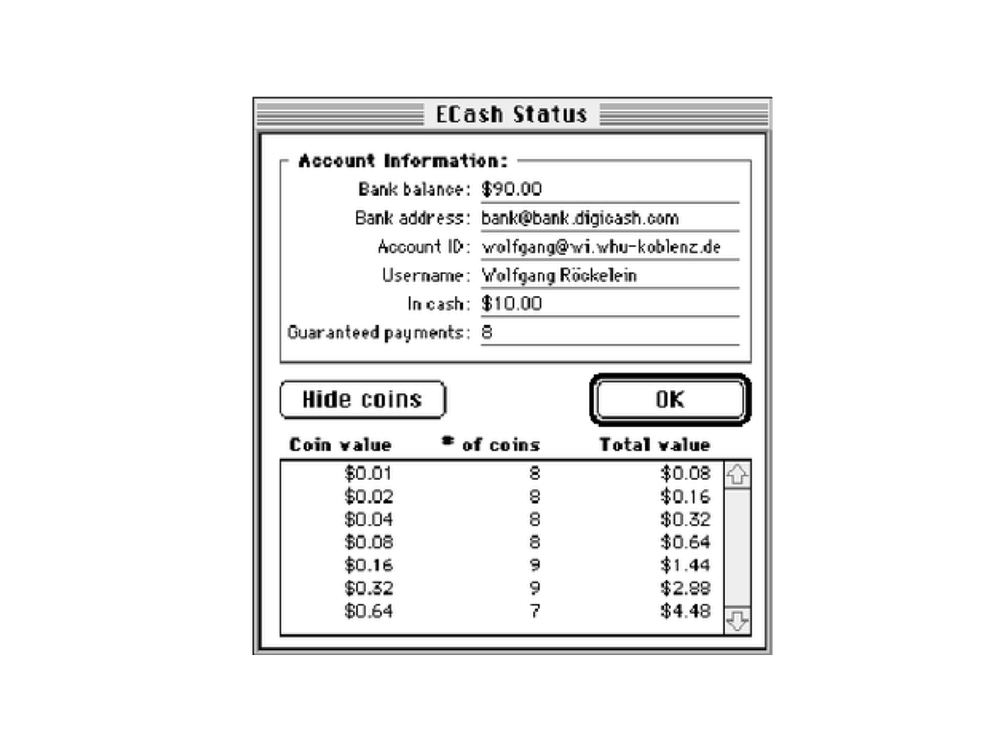 ECash Status
Account Information:
Bank balance: $90.00
Bank address: bank@bank.digicash.com
Account ID: wolfgang@wi.whu-koblenz.de
Username: Wolfgang Röckelein
In cash: $10.00
Guaranteed payments: 8
Hide coins OK
Coin value # of coins Total value
$0.01 8 $0.08
$0.02 8 $0.16
$0.04 8 $0.32
$0.08 8 $0.64
$0.16 9 $1.44
$0.32 9 $2.88
$0.64 7 $4.48